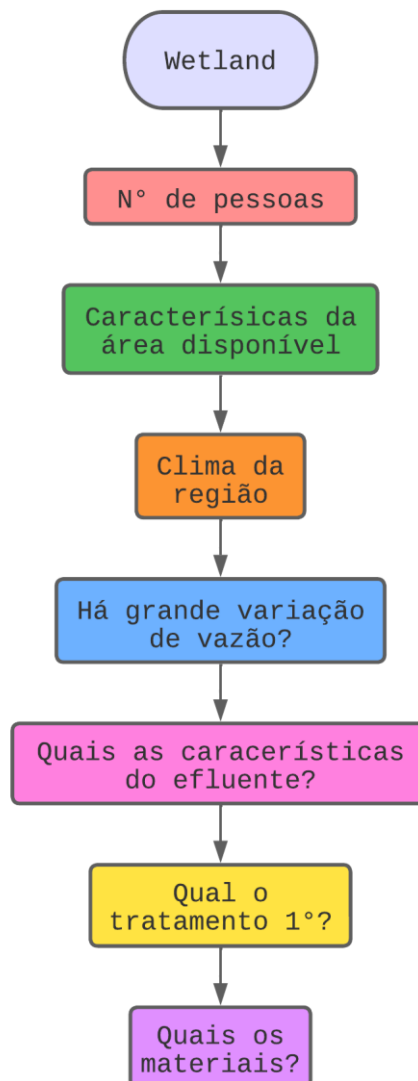 Wetland
N° de pessoas
Caracterísicas da
área disponível
Clima da
região
Há grande variação
de vazão?
Quais as caracerísticas
do efluente?
Qual o
tratamento 1°?
Quais os
materiais?